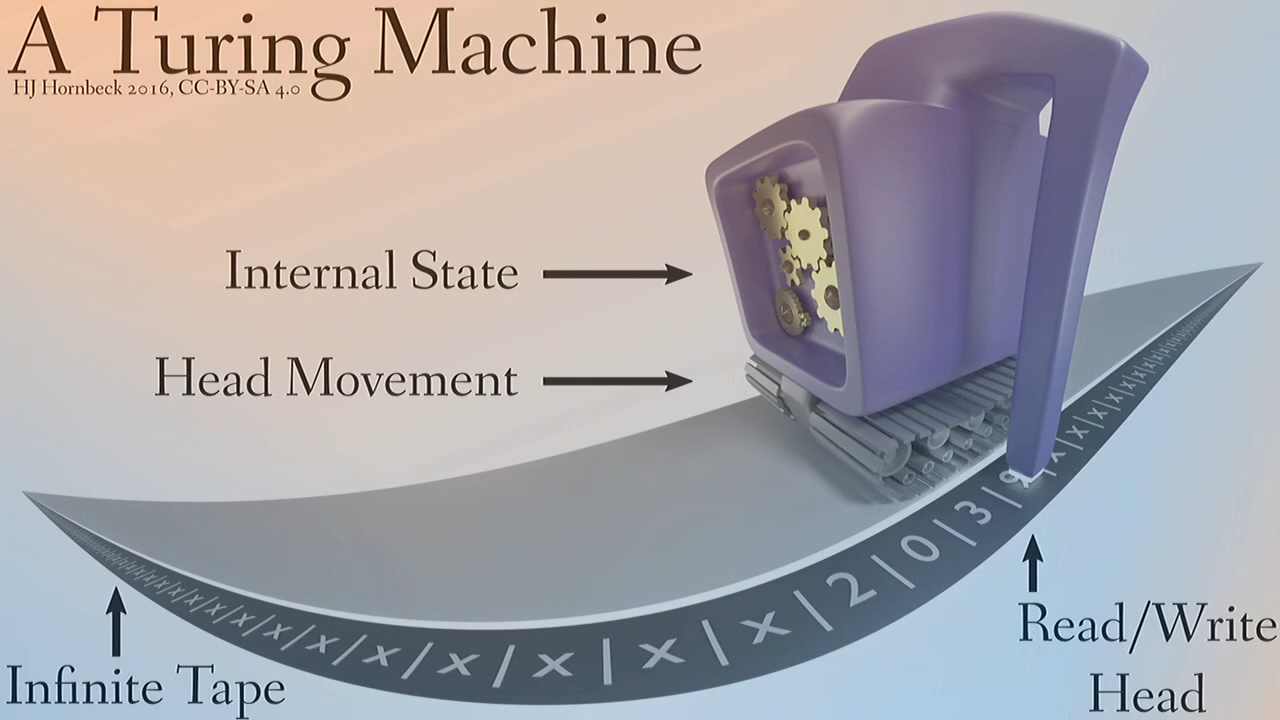 A Turing Machine
HJ Hornbeck 2016, CC-BY-SA 4.0
Internal State
Head Movement
x|x|x|x|x|x|x|x|x|2|0|3|9|x|x|x|x
Infinite Tape
Read/Write
Head